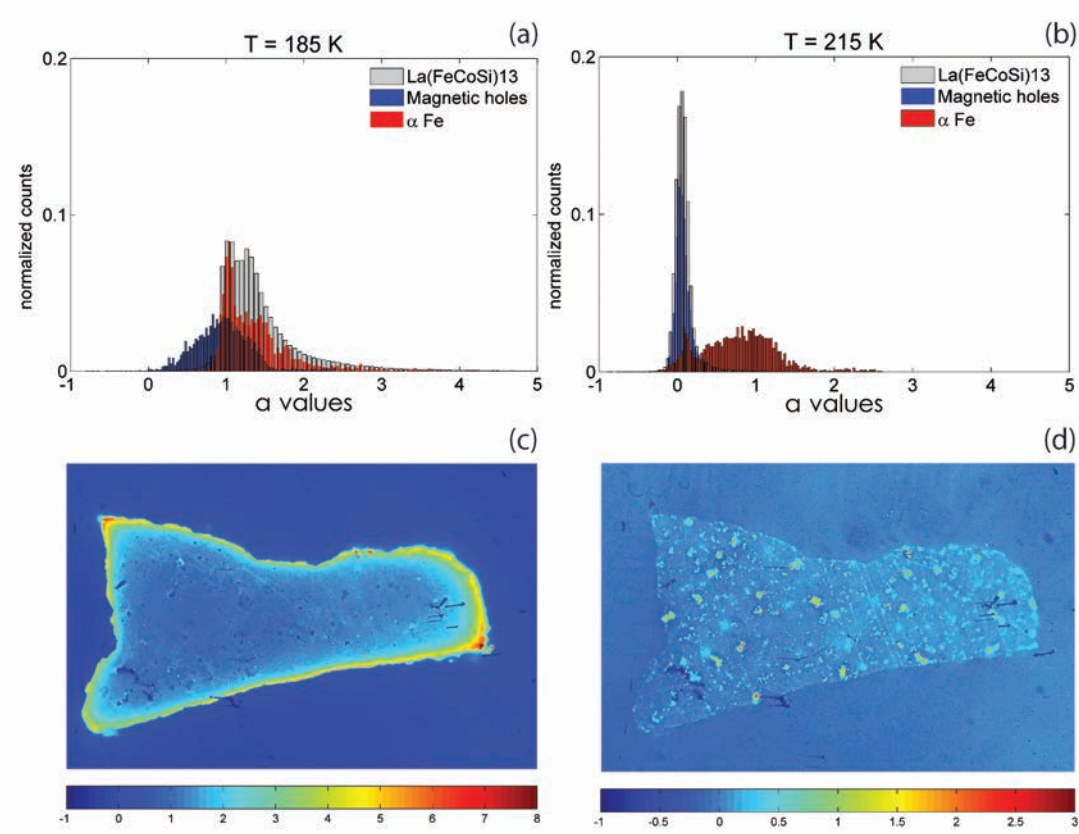 T = 185 K
(a)
0.2
0.1
0
normalized counts
La(FeCoSi)13
Magnetic holes
α Fe
-1 0 1 2 3 4 5
a values
T = 215 K
(b)
0.2
0.1
0
normalized counts
La(FeCoSi)13
Magnetic holes
α Fe
-1 0 1 2 3 4 5
a values
(c)
-1 0 1 2 3 4 5 6 7 8
(d)
-1 -0.5 0 0.5 1 1.5 2 2.5 3